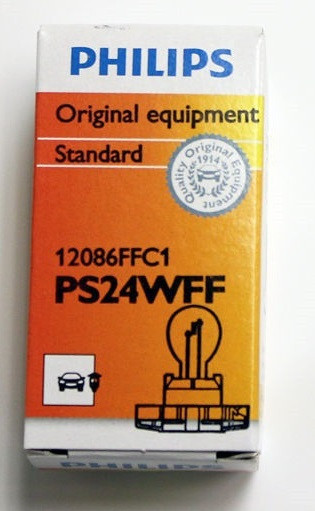 PHILIPS
Original equipment
Standard
Quality Original Equipment
1914
12086FFC1
PS24WFF
PHILIPS